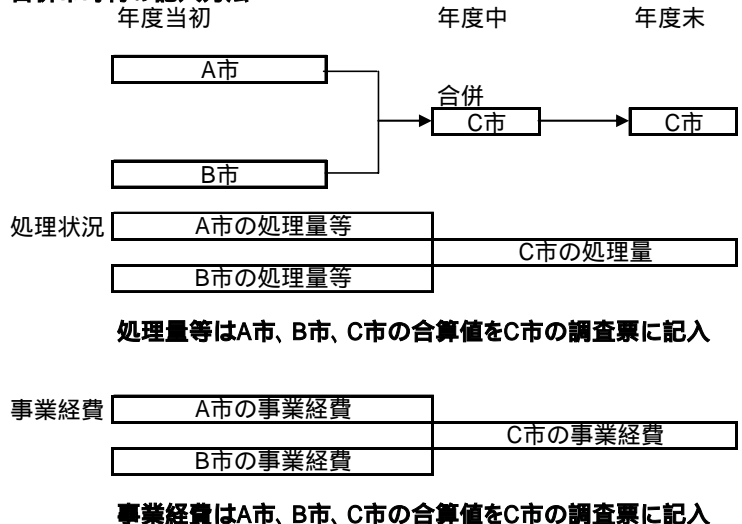 年度当初 年度中 年度末
A市
合併
C市 C市
B市
処理状況 A市の処理量等
C市の処理量
B市の処理量等
処理量等はA市、B市、C市の合算値をC市の調査票に記入
事業経費 A市の事業経費
C市の事業経費
B市の事業経費
事業経費はA市、B市、C市の合算値をC市の調査票に記入